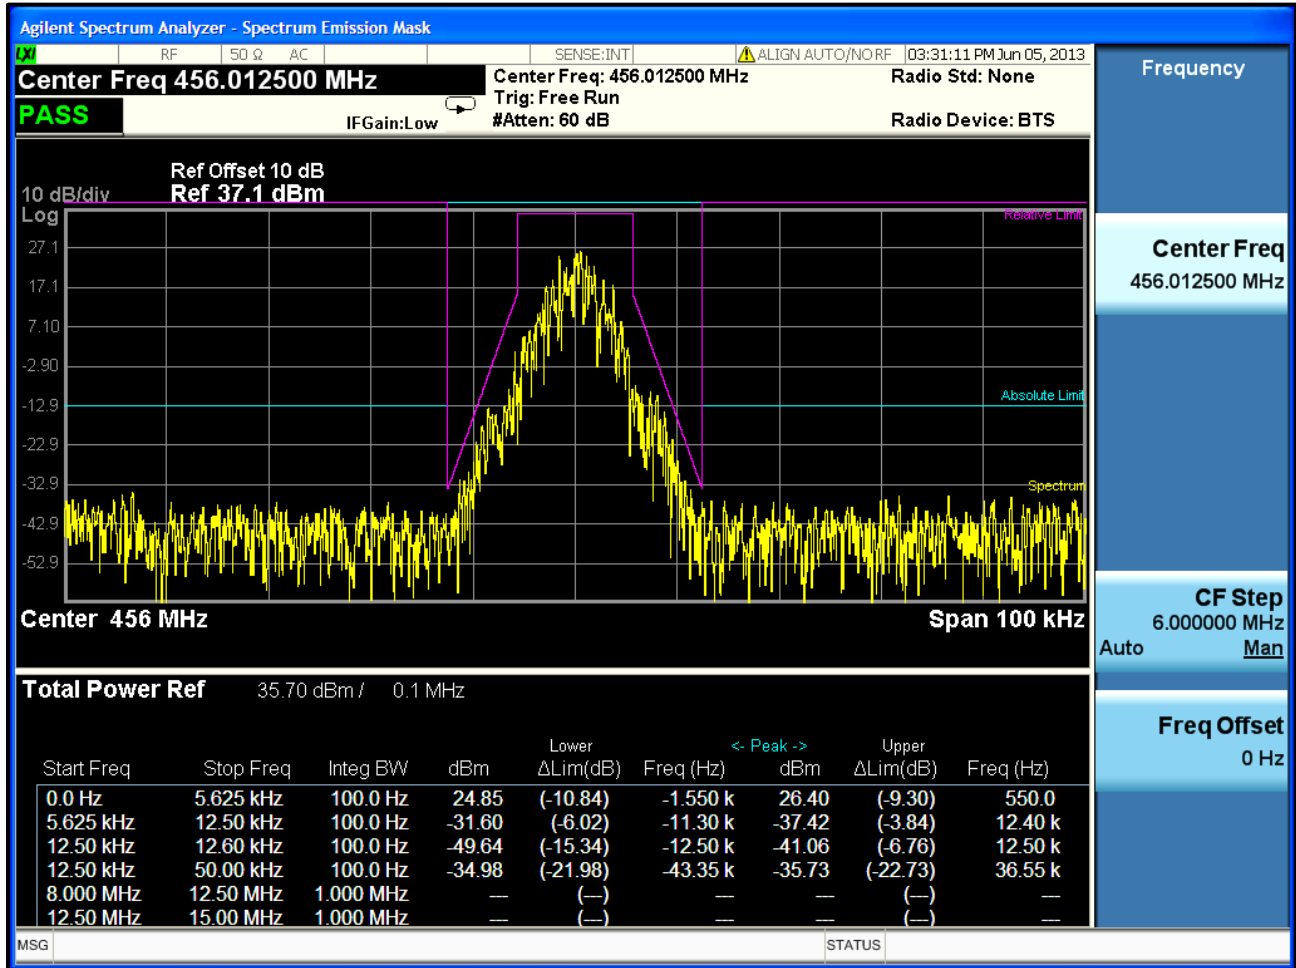 Agilent Spectrum Analyzer - Spectrum Emission Mask
LXI RF 50 Ω AC SENSE:INT ALIGN AUTO/NO RF 03:31:11 PM Jun 05, 2013
Center Freq 456.012500 MHz
Center Freq: 456.012500 MHz
Radio Std: None
Trig: Free Run
PASS
IFGain:Low
#Atten: 60 dB
Radio Device: BTS
Ref Offset 10 dB
10 dB/div Ref 37.1 dBm
Log
Relative Limit
27.1
17.1
7.10
-2.90
Absolute Limit
-12.9
-22.9
-32.9
Spectrum
-42.9
-52.9
Center 456 MHz Span 100 kHz
Total Power Ref 35.70 dBm / 0.1 MHz
Lower <- Peak -> Upper
Start Freq Stop Freq Integ BW dBm ΔLim(dB) Freq (Hz) dBm ΔLim(dB) Freq (Hz)
0.0 Hz 5.625 kHz 100.0 Hz 24.85 (-10.84) -1.550 k 26.40 (-9.30) 550.0
5.625 kHz 12.50 kHz 100.0 Hz -31.60 (-6.02) -11.30 k -37.42 (-3.84) 12.40 k
12.50 kHz 12.60 kHz 100.0 Hz -49.64 (-15.34) -12.50 k -41.06 (-6.76) 12.50 k
12.50 kHz 50.00 kHz 100.0 Hz -34.98 (-21.98) -43.35 k -35.73 (-22.73) 36.55 k
8.000 MHz 12.50 MHz 1.000 MHz --- (---) --- --- (---) ---
12.50 MHz 15.00 MHz 1.000 MHz --- (---) --- --- (---) ---
MSG STATUS
Frequency
Center Freq
456.012500 MHz
CF Step
6.000000 MHz
Auto Man
Freq Offset
0 Hz